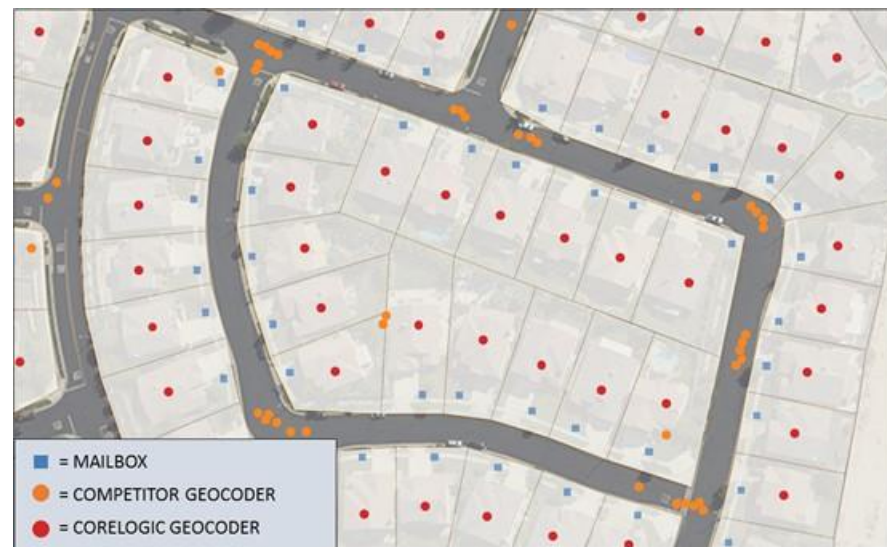 = MAILBOX
= COMPETITOR GEOCODER
= CORELOGIC GEOCODER